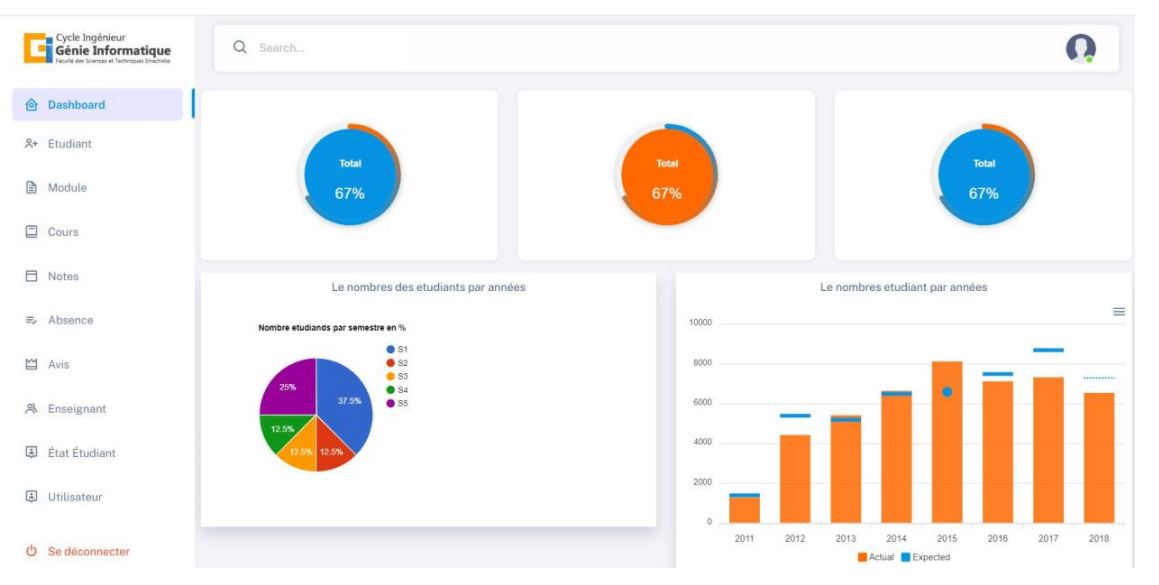 Cycle Ingénieur
Génie Informatique
Faculté des Sciences et Techniques Errachidia
Search...
Dashboard
Etudiant
Module
Cours
Notes
Absence
Avis
Enseignant
État Étudiant
Utilisateur
Se déconnecter
Total
67%
Total
67%
Total
67%
Le nombres des etudiants par années
Nombre etudiands par semestre en %
S1
S2
S3
S4
S5
25%
37.5%
12.5%
12.5%
12.5%
Le nombres etudiant par années
10000
8000
6000
4000
2000
0
2011 2012 2013 2014 2015 2016 2017 2018
Actual Expected